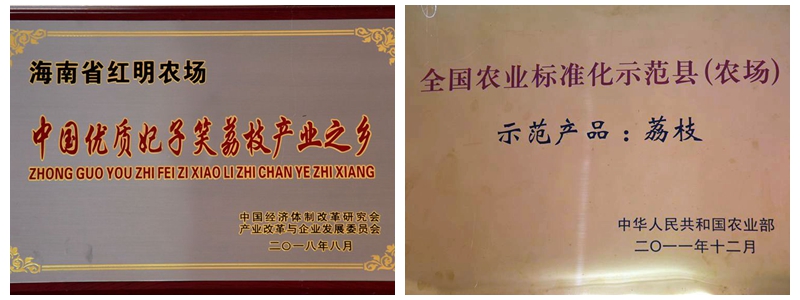 海南省红明农场
中国优质妃子笑荔枝产业之乡
ZHONG GUO YOU ZHI FEI ZI XIAO LI ZHI CHAN YE ZHI XIANG
中国经济体制改革研究会
产业改革与企业发展委员会
二〇一八年八月
全国农业标准化示范县(农场)
示范产品：荔枝
中华人民共和国农业部
二〇一一年十二月